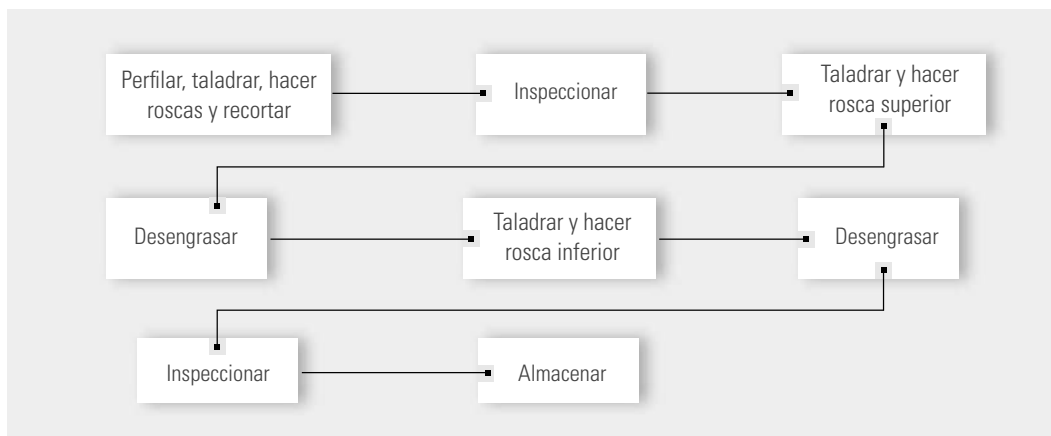 Perfilar, taladrar, hacer
roscas y recortar
Inspeccionar
Taladrar y hacer
rosca superior
Desengrasar
Taladrar y hacer
rosca inferior
Desengrasar
Inspeccionar
Almacenar